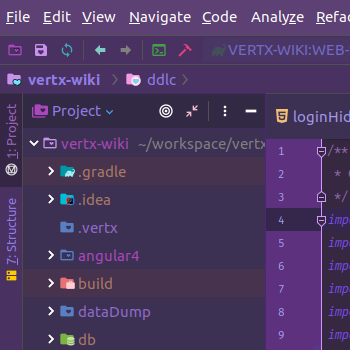 File Edit View Navigate Code Analyze Refac
VERTX-WIKI:WEB-
vertx-wiki ddlc
1: Project
Project
loginHid
vertx-wiki ~/workspace/vertx
.gradle
.idea
.vertx
angular4
build
dataDump
db
7: Structure
1 /**
2 *
3 */
4 imp
5 imp
6 imp
7 imp
8 imp
9 imp